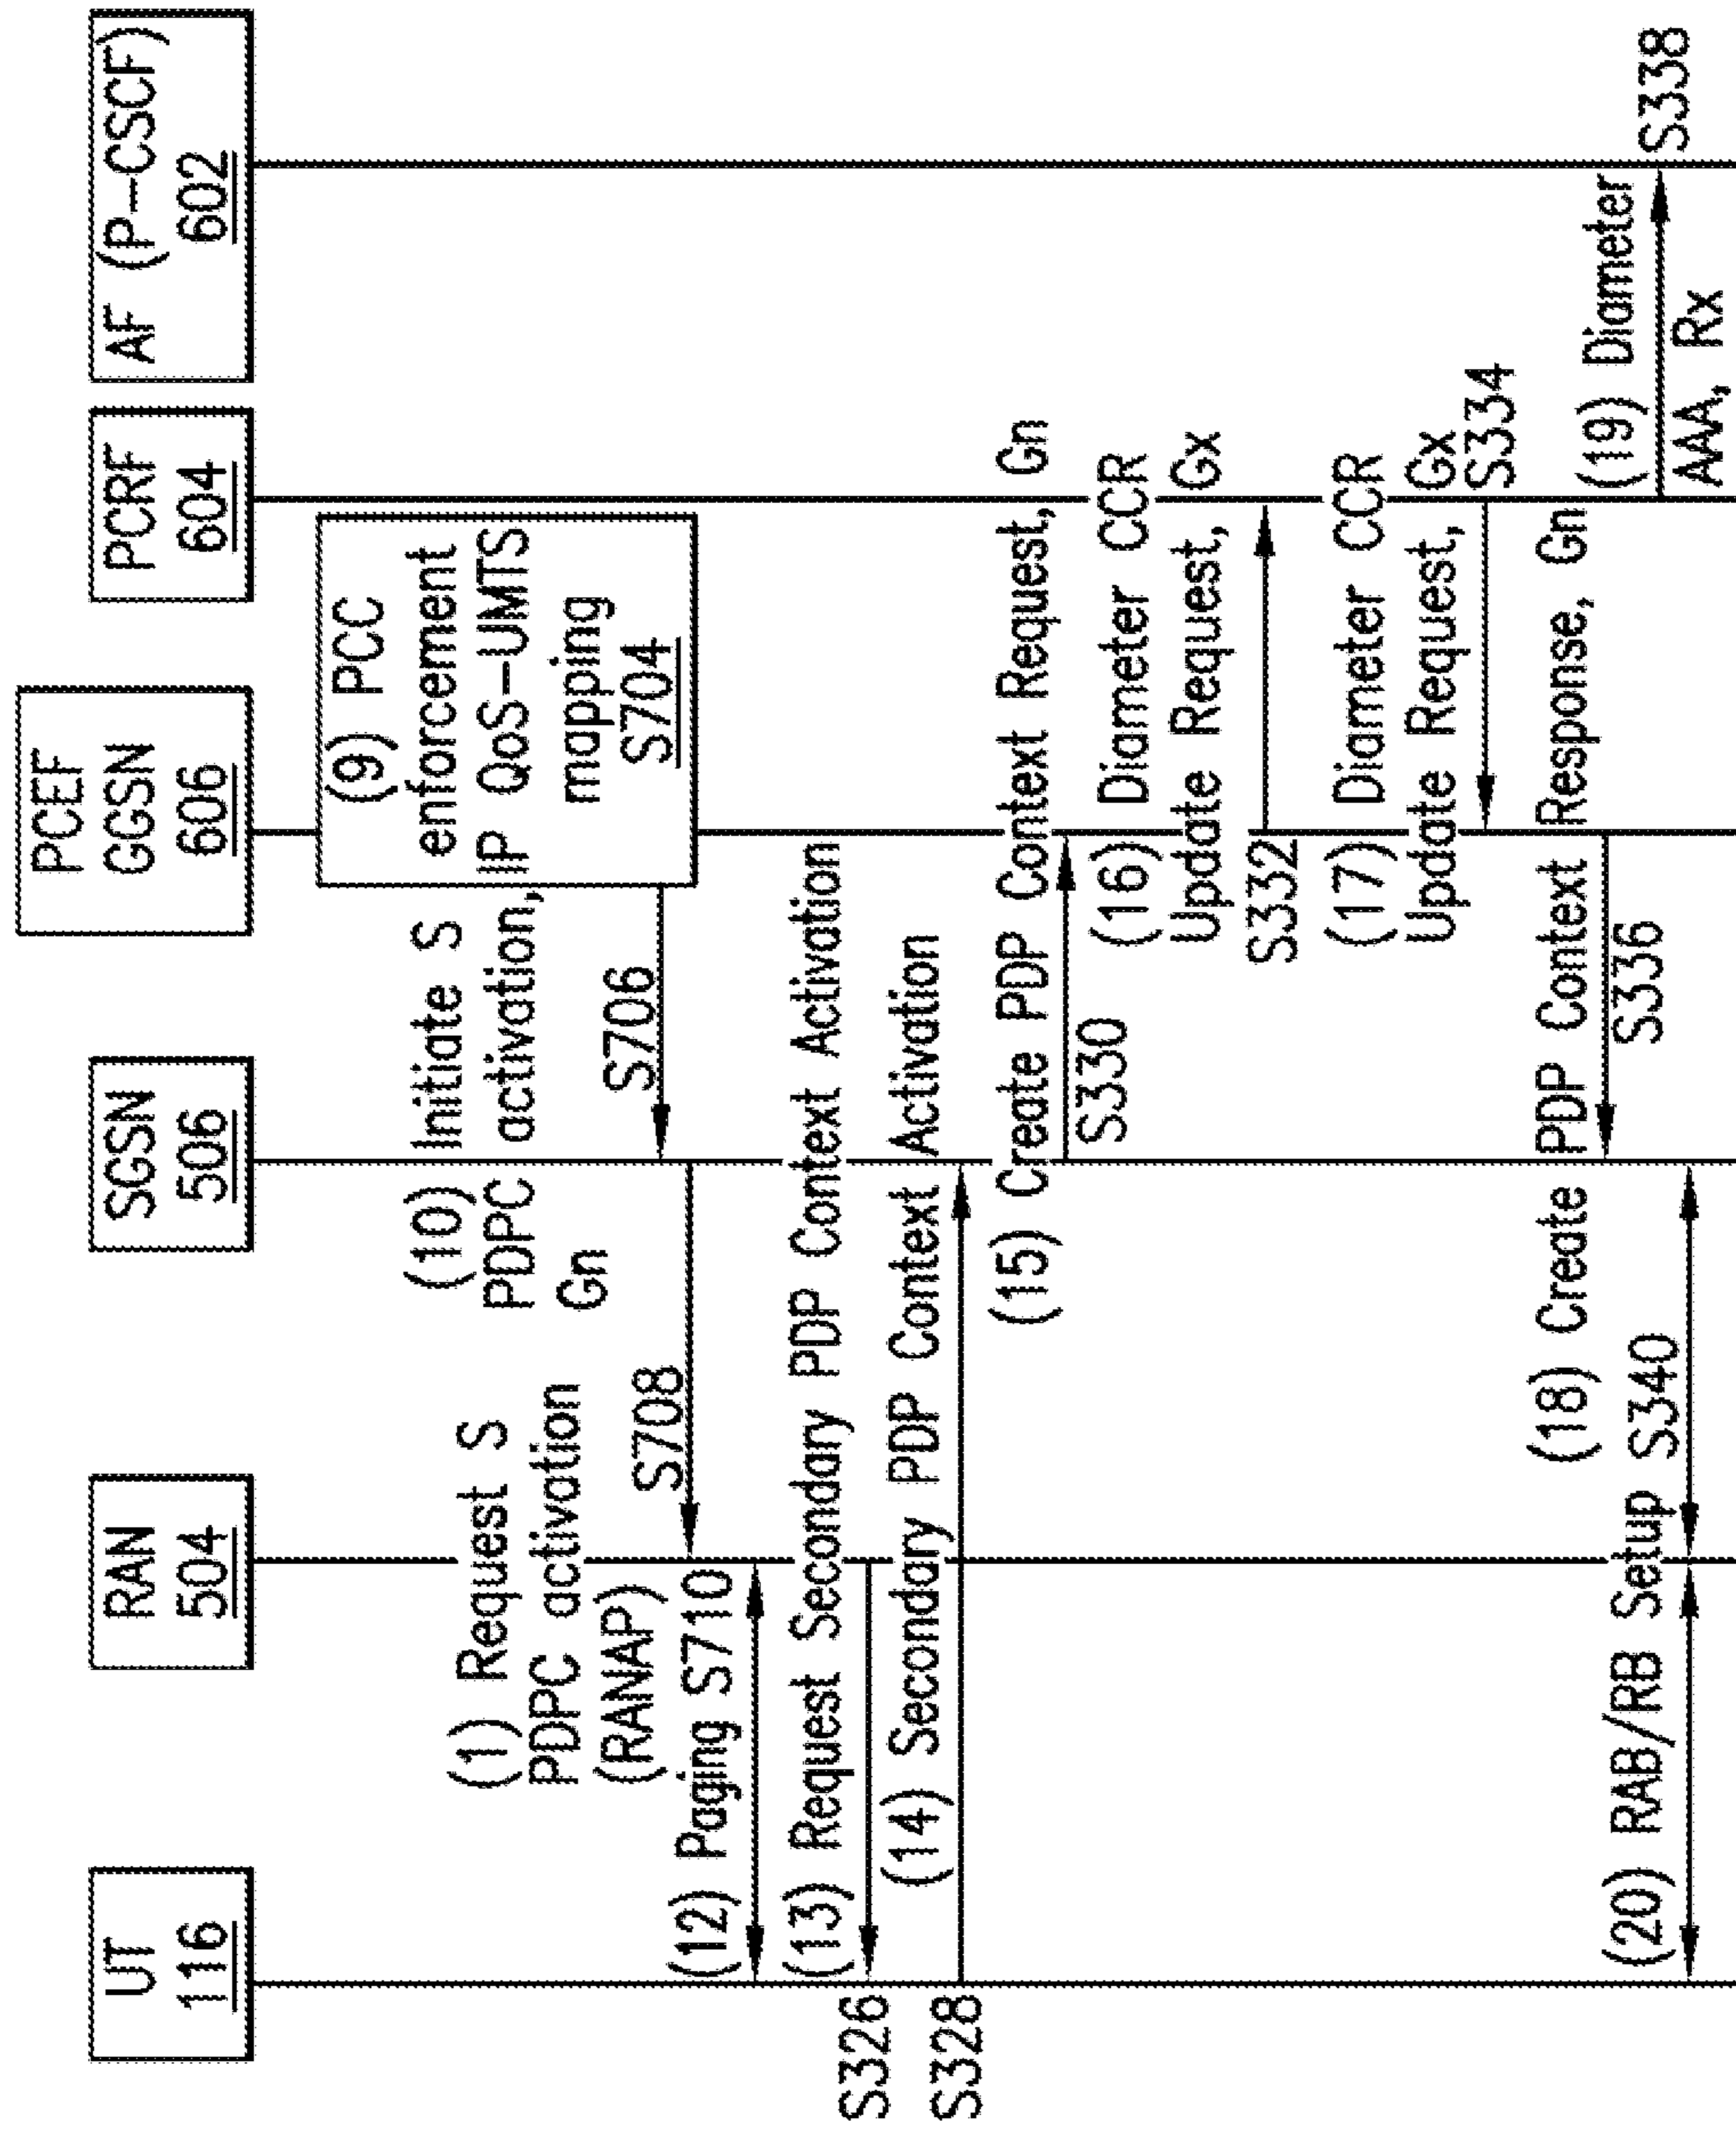 UT
116
RAN
504
SGSN
506
PCEF
GGSN
606
PCRF
604
AF (P-CSCF)
602
(9) PCC
enforcement
IP QoS-UMTS
mapping
S704
(10) Initiate S
PDPC activation,
Gn
S706
(1) Request S
PDPC activation
(RANAP)
S708
(12) Paging S710
(13) Request Secondary PDP Context Activation
S326
(14) Secondary PDP Context Activation
S328
(15) Create PDP Context Request, Gn
S330
(16) Diameter CCR
Update Request, Gx
S332
(17) Diameter CCR
Update Request, Gx
S334
(18) Create PDP Context Response, Gn
S336
(19) Diameter
AAA, Rx
S338
(20) RAB/RB Setup S340